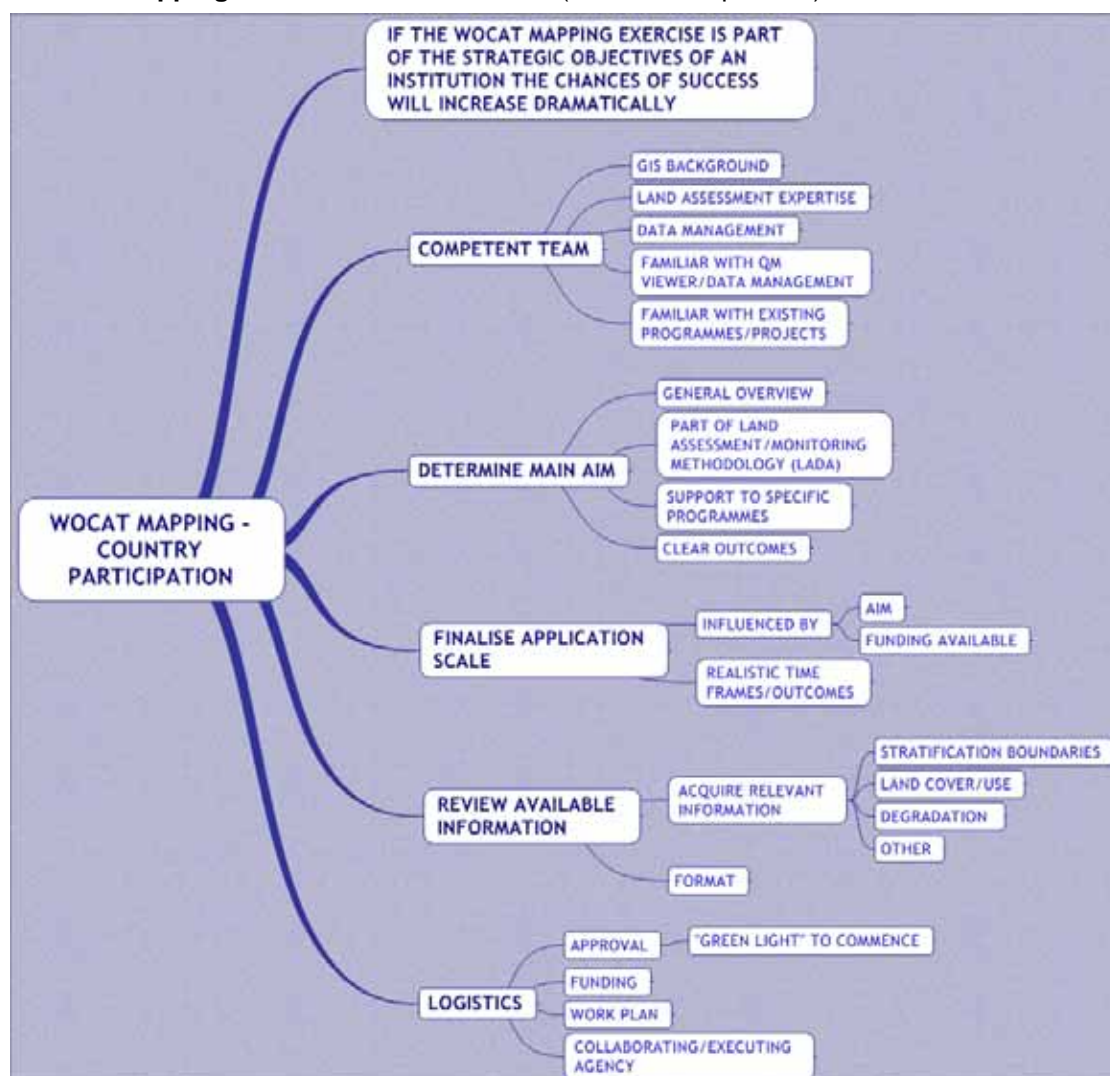 IF THE WOCAT MAPPING EXERCISE IS PART
OF THE STRATEGIC OBJECTIVES OF AN
INSTITUTION THE CHANCES OF SUCCESS
WILL INCREASE DRAMATICALLY
GIS BACKGROUND
LAND ASSESSMENT EXPERTISE
COMPETENT TEAM
DATA MANAGEMENT
FAMILIAR WITH QM
VIEWER/DATA MANAGEMENT
FAMILIAR WITH EXISTING
PROGRAMMES/PROJECTS
GENERAL OVERVIEW
PART OF LAND
ASSESSMENT/MONITORING
METHODOLOGY (LADA)
DETERMINE MAIN AIM
SUPPORT TO SPECIFIC
PROGRAMMES
CLEAR OUTCOMES
WOCAT MAPPING -
COUNTRY
PARTICIPATION
FINALISE APPLICATION
SCALE
INFLUENCED BY
AIM
FUNDING AVAILABLE
REALISTIC TIME
FRAMES/OUTCOMES
REVIEW AVAILABLE
INFORMATION
ACQUIRE RELEVANT
INFORMATION
STRATIFICATION BOUNDARIES
LAND COVER/USE
DEGRADATION
OTHER
FORMAT
LOGISTICS
APPROVAL
"GREEN LIGHT" TO COMMENCE
FUNDING
WORK PLAN
COLLABORATING/EXECUTING
AGENCY